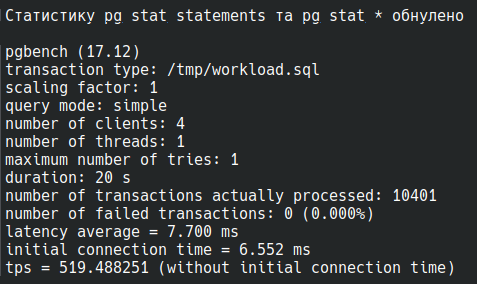 Статистику pg stat statements та pg stat * обнулено
pgbench (17.12)
transaction type: /tmp/workload.sql
scaling factor: 1
query mode: simple
number of clients: 4
number of threads: 1
maximum number of tries: 1
duration: 20 s
number of transactions actually processed: 10401
number of failed transactions: 0 (0.000%)
latency average = 7.700 ms
initial connection time = 6.552 ms
tps = 519.488251 (without initial connection time)